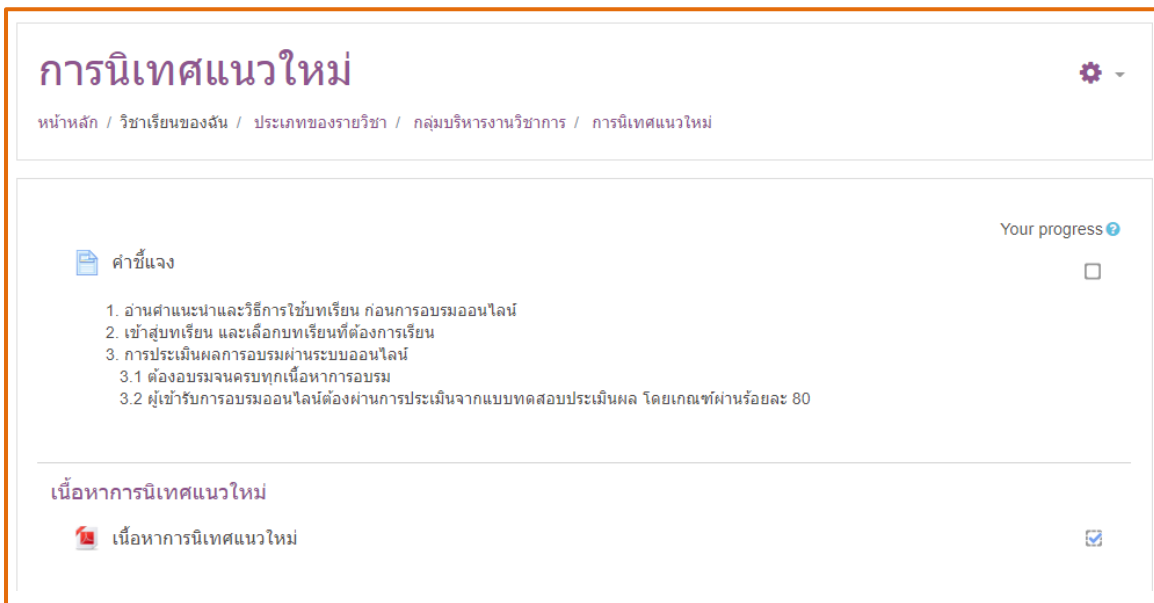 การนิเทศแนวใหม่
หน้าหลัก / วิชาเรียนของฉัน / ประเภทของรายวิชา / กลุ่มบริหารงานวิชาการ / การนิเทศแนวใหม่
Your progress
คำชี้แจง
1. อ่านคำแนะนำและวิธีการใช้บทเรียน ก่อนการอบรมออนไลน์
2. เข้าสู่บทเรียน และเลือกบทเรียนที่ต้องการเรียน
3. การประเมินผลการอบรมผ่านระบบออนไลน์
3.1 ต้องอบรมจนครบทุกเนื้อหาการอบรม
3.2 ผู้เข้ารับการอบรมออนไลน์ต้องผ่านการประเมินจากแบบทดสอบประเมินผล โดยเกณฑ์ผ่านร้อยละ 80
เนื้อหาการนิเทศแนวใหม่
เนื้อหาการนิเทศแนวใหม่